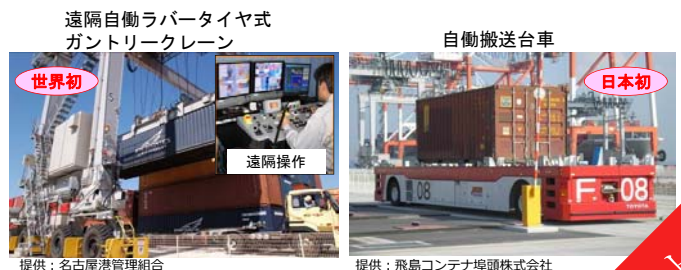 遠隔自働ラバータイヤ式
ガントリークレーン
世界初
遠隔操作
提供：名古屋港管理組合
自働搬送台車
日本初
08
F 08
TOYOTA
提供：飛島コンテナ埠頭株式会社